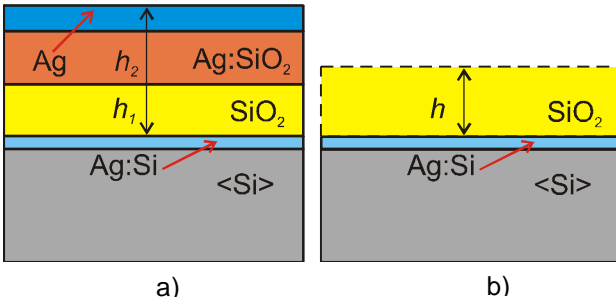 Ag
h₂
Ag:SiO₂
h₁
SiO₂
Ag:Si
<Si>
a)
h
SiO₂
Ag:Si
<Si>
b)